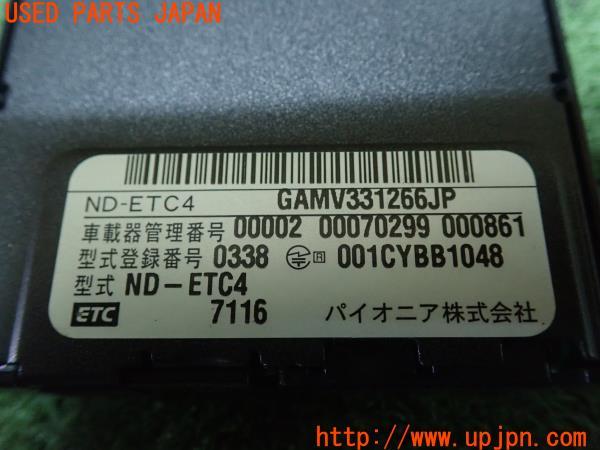 USED PARTS JAPAN
ND-ETC4 GAMV331266JP
車載器管理番号 00002 00070299 000861
型式登録番号 0338 R 001CYBB1048
型式 ND-ETC4
ETC 7116 パイオニア株式会社
http://www.upjpn.com/